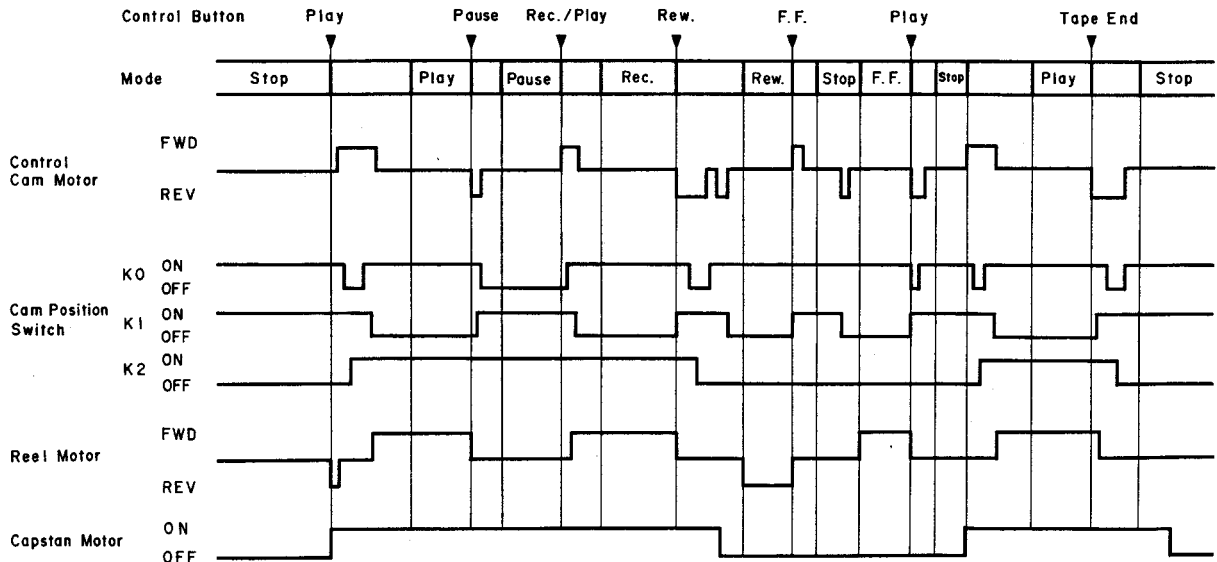 Control Button Play Pause Rec./Play Rew. F.F. Play Tape End
Mode Stop Play Pause Rec. Rew. Stop F.F. Stop Play Stop
Control
Cam Motor
FWD
REV
Cam Position
Switch
K0 ON
OFF
K1 ON
OFF
K2 ON
OFF
Reel Motor
FWD
REV
Capstan Motor
ON
OFF